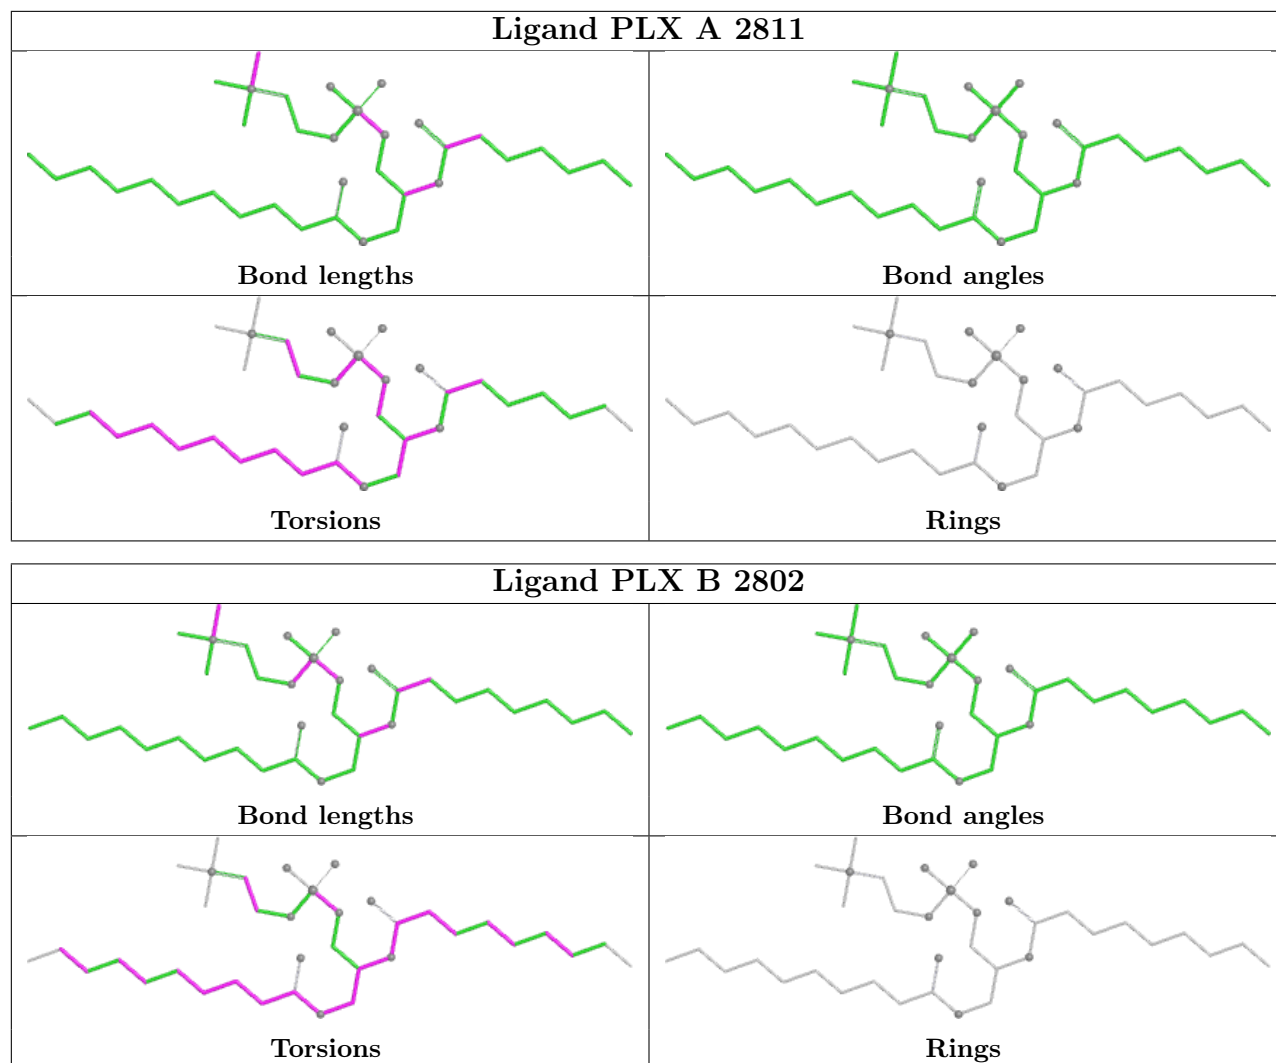 Ligand PLX A 2811
Bond lengths
Bond angles
Torsions
Rings
Ligand PLX B 2802
Bond lengths
Bond angles
Torsions
Rings